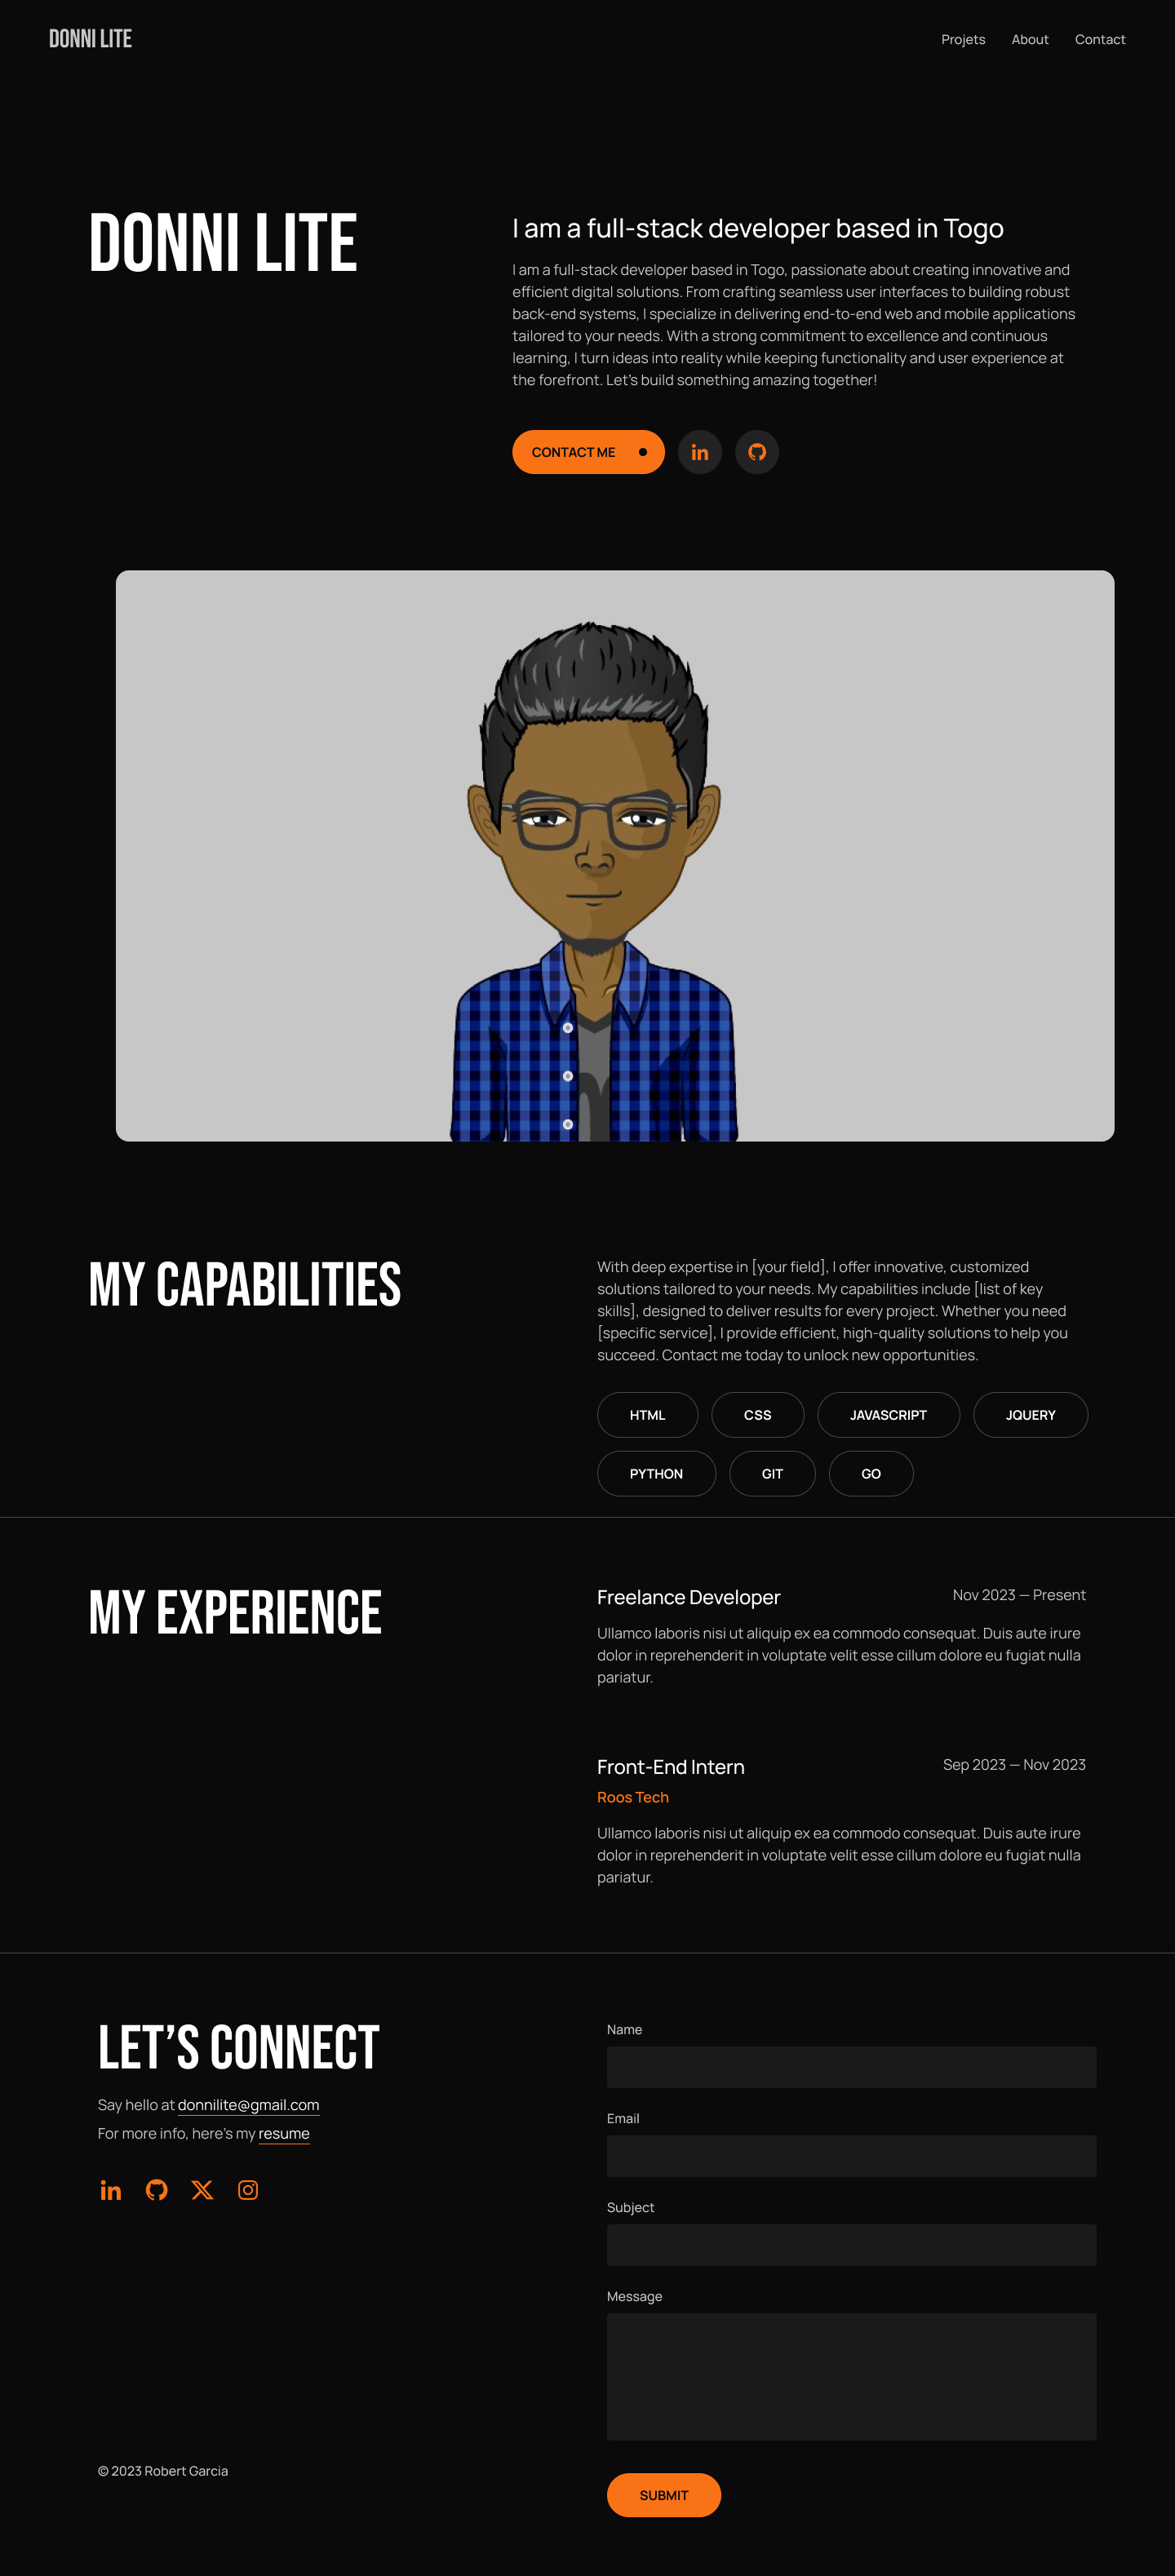 DONNI LITE
Projets About Contact
DONNI LITE
I am a full-stack developer based in Togo
I am a full-stack developer based in Togo, passionate about creating innovative and
efficient digital solutions. From crafting seamless user interfaces to building robust
back-end systems, I specialize in delivering end-to-end web and mobile applications
tailored to your needs. With a strong commitment to excellence and continuous
learning, I turn ideas into reality while keeping functionality and user experience at
the forefront. Let's build something amazing together!
CONTACT ME
MY CAPABILITIES
With deep expertise in [your field], I offer innovative, customized
solutions tailored to your needs. My capabilities include [list of key
skills], designed to deliver results for every project. Whether you need
[specific service], I provide efficient, high-quality solutions to help you
succeed. Contact me today to unlock new opportunities.
HTML CSS JAVASCRIPT JQUERY
PYTHON GIT GO
MY EXPERIENCE
Freelance Developer Nov 2023 — Present
Ullamco laboris nisi ut aliquip ex ea commodo consequat. Duis aute irure
dolor in reprehenderit in voluptate velit esse cillum dolore eu fugiat nulla
pariatur.
Front-End Intern Sep 2023 — Nov 2023
Roos Tech
Ullamco laboris nisi ut aliquip ex ea commodo consequat. Duis aute irure
dolor in reprehenderit in voluptate velit esse cillum dolore eu fugiat nulla
pariatur.
LET'S CONNECT
Say hello at donnilite@gmail.com
For more info, here's my resume
Name
Email
Subject
Message
SUBMIT
© 2023 Robert Garcia